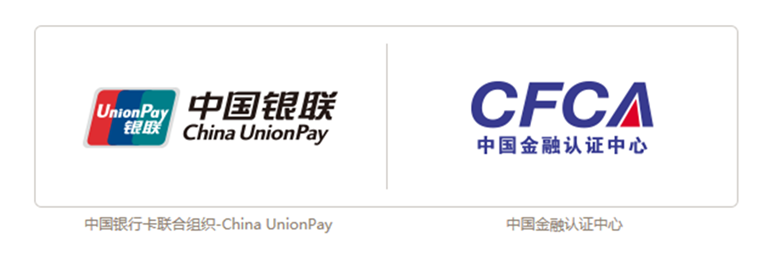 UnionPay
银联
中国银联
China UnionPay
CFCA
中国金融认证中心
中国银行卡联合组织-China UnionPay
中国金融认证中心